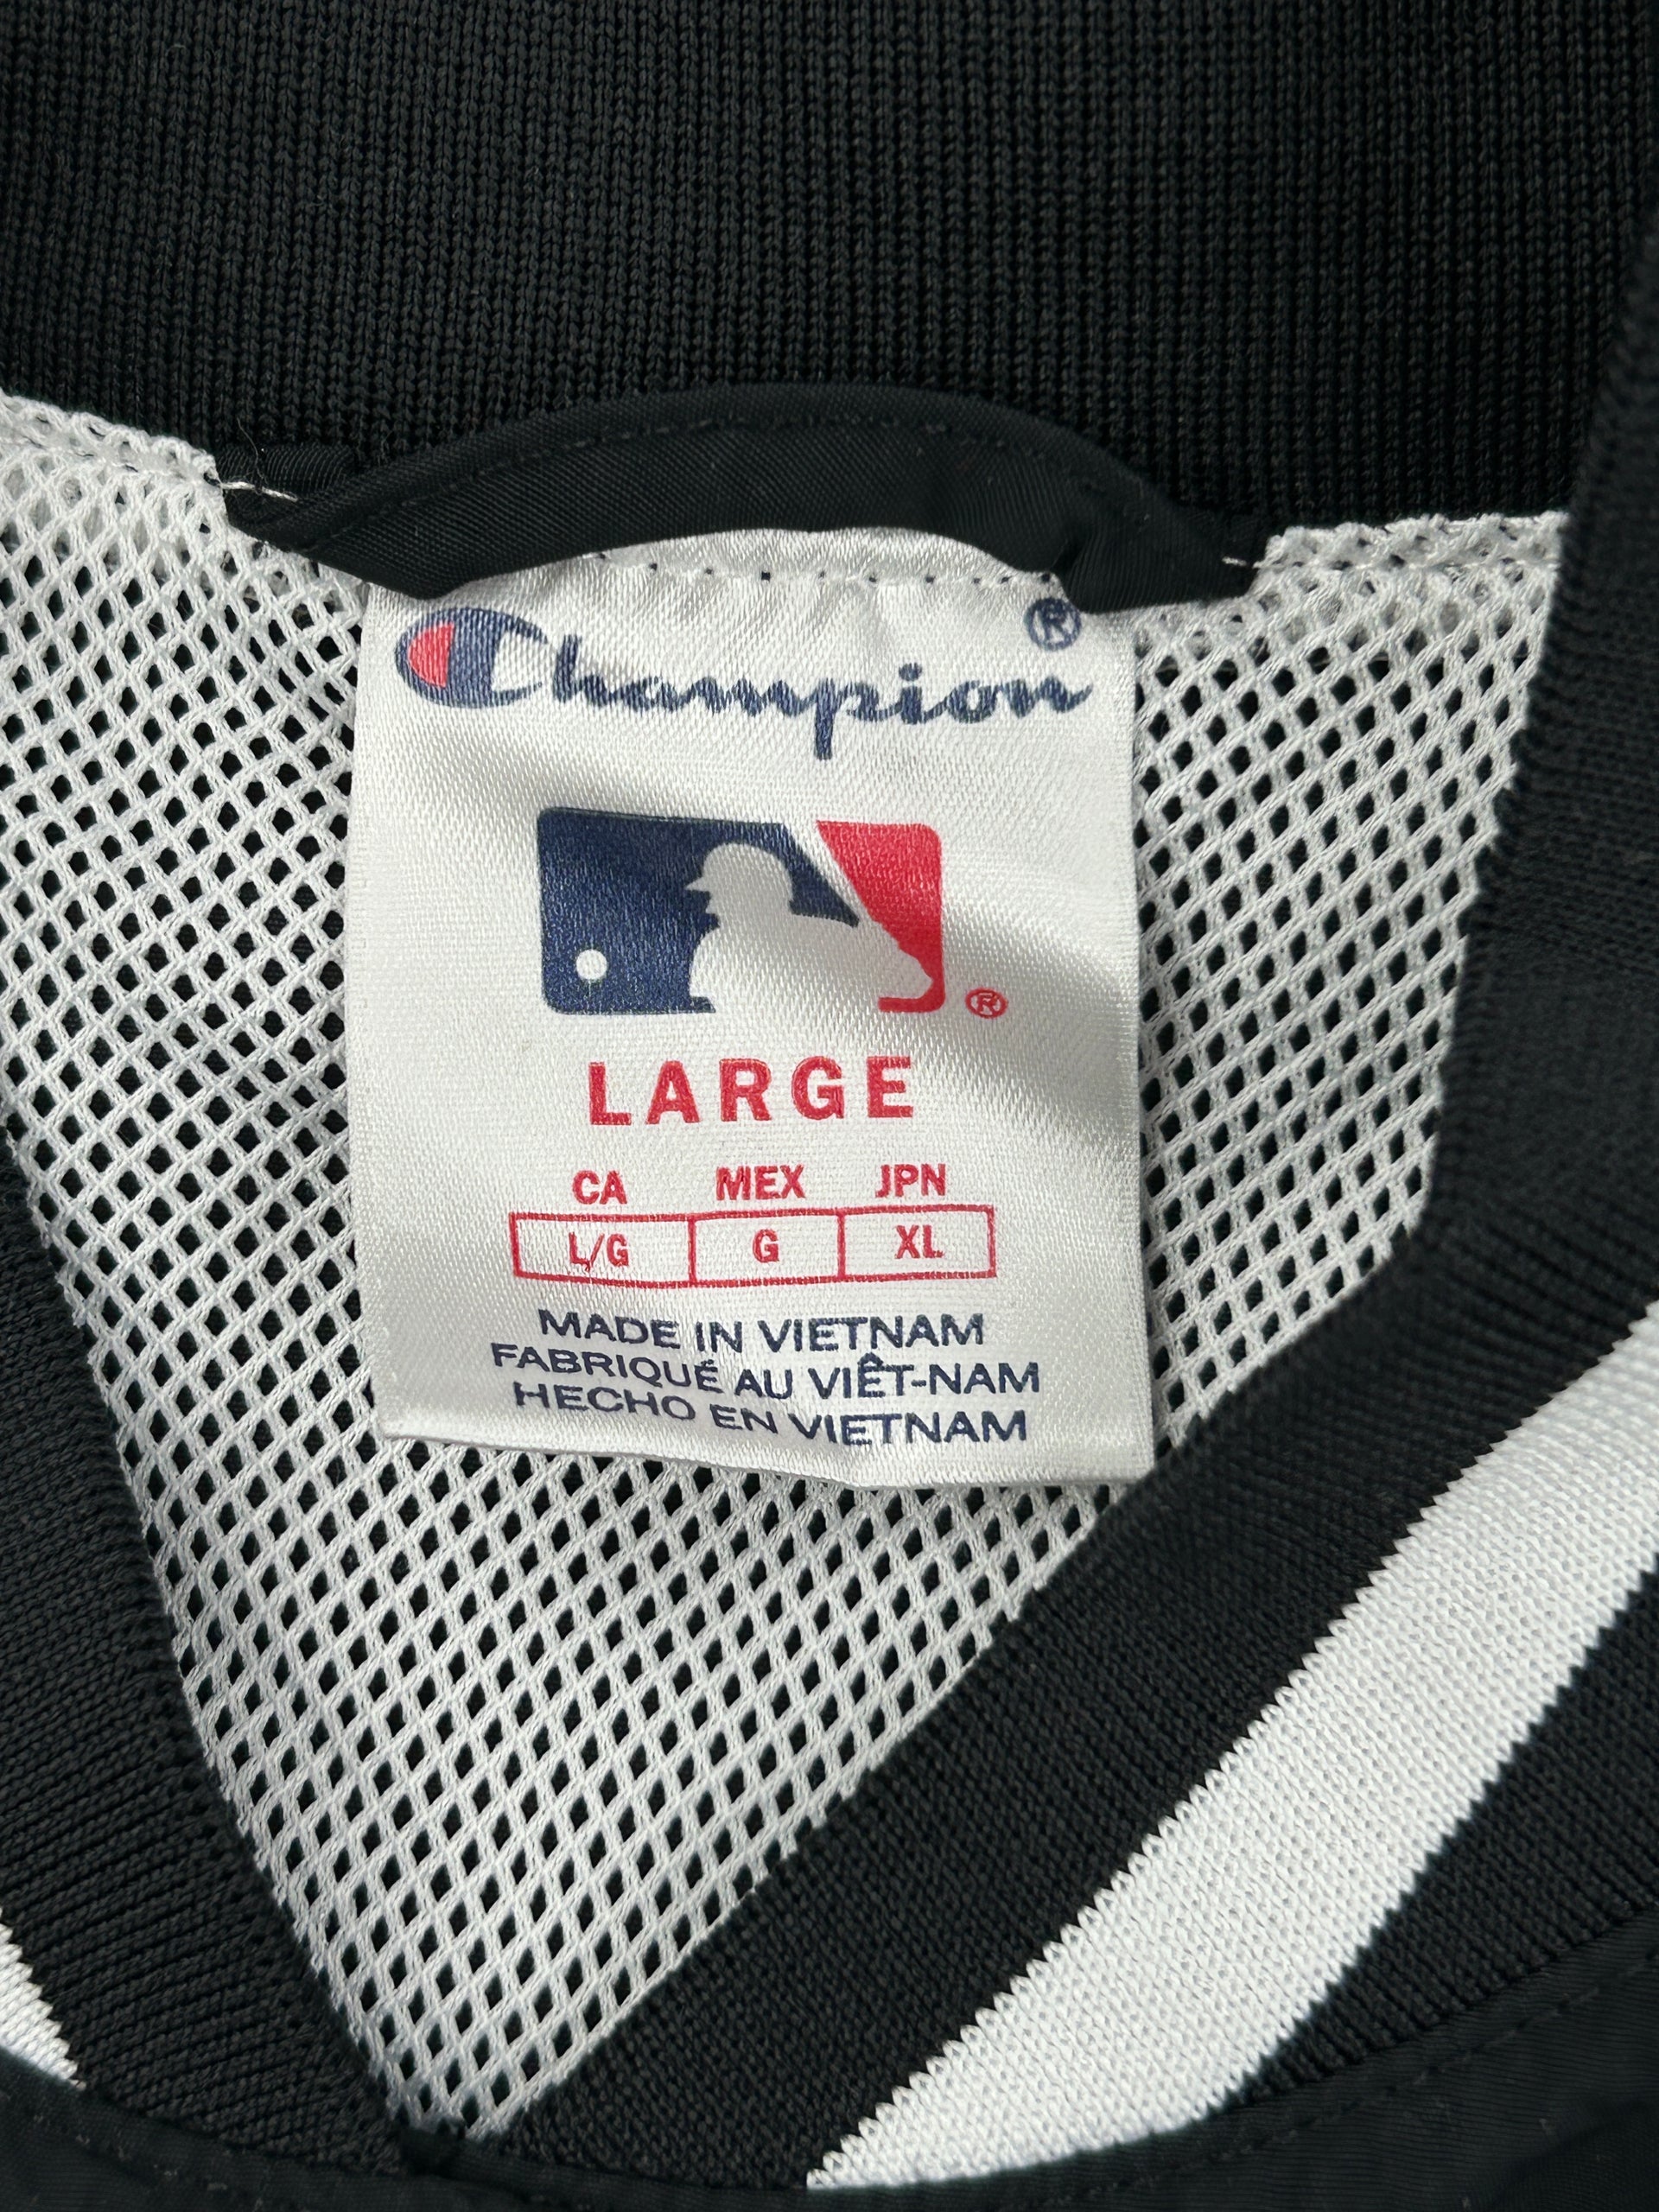 Champion®
®
LARGE
CA MEX JPN
L/G G XL
MADE IN VIETNAM
FABRIQUÉ AU VIÊT-NAM
HECHO EN VIETNAM